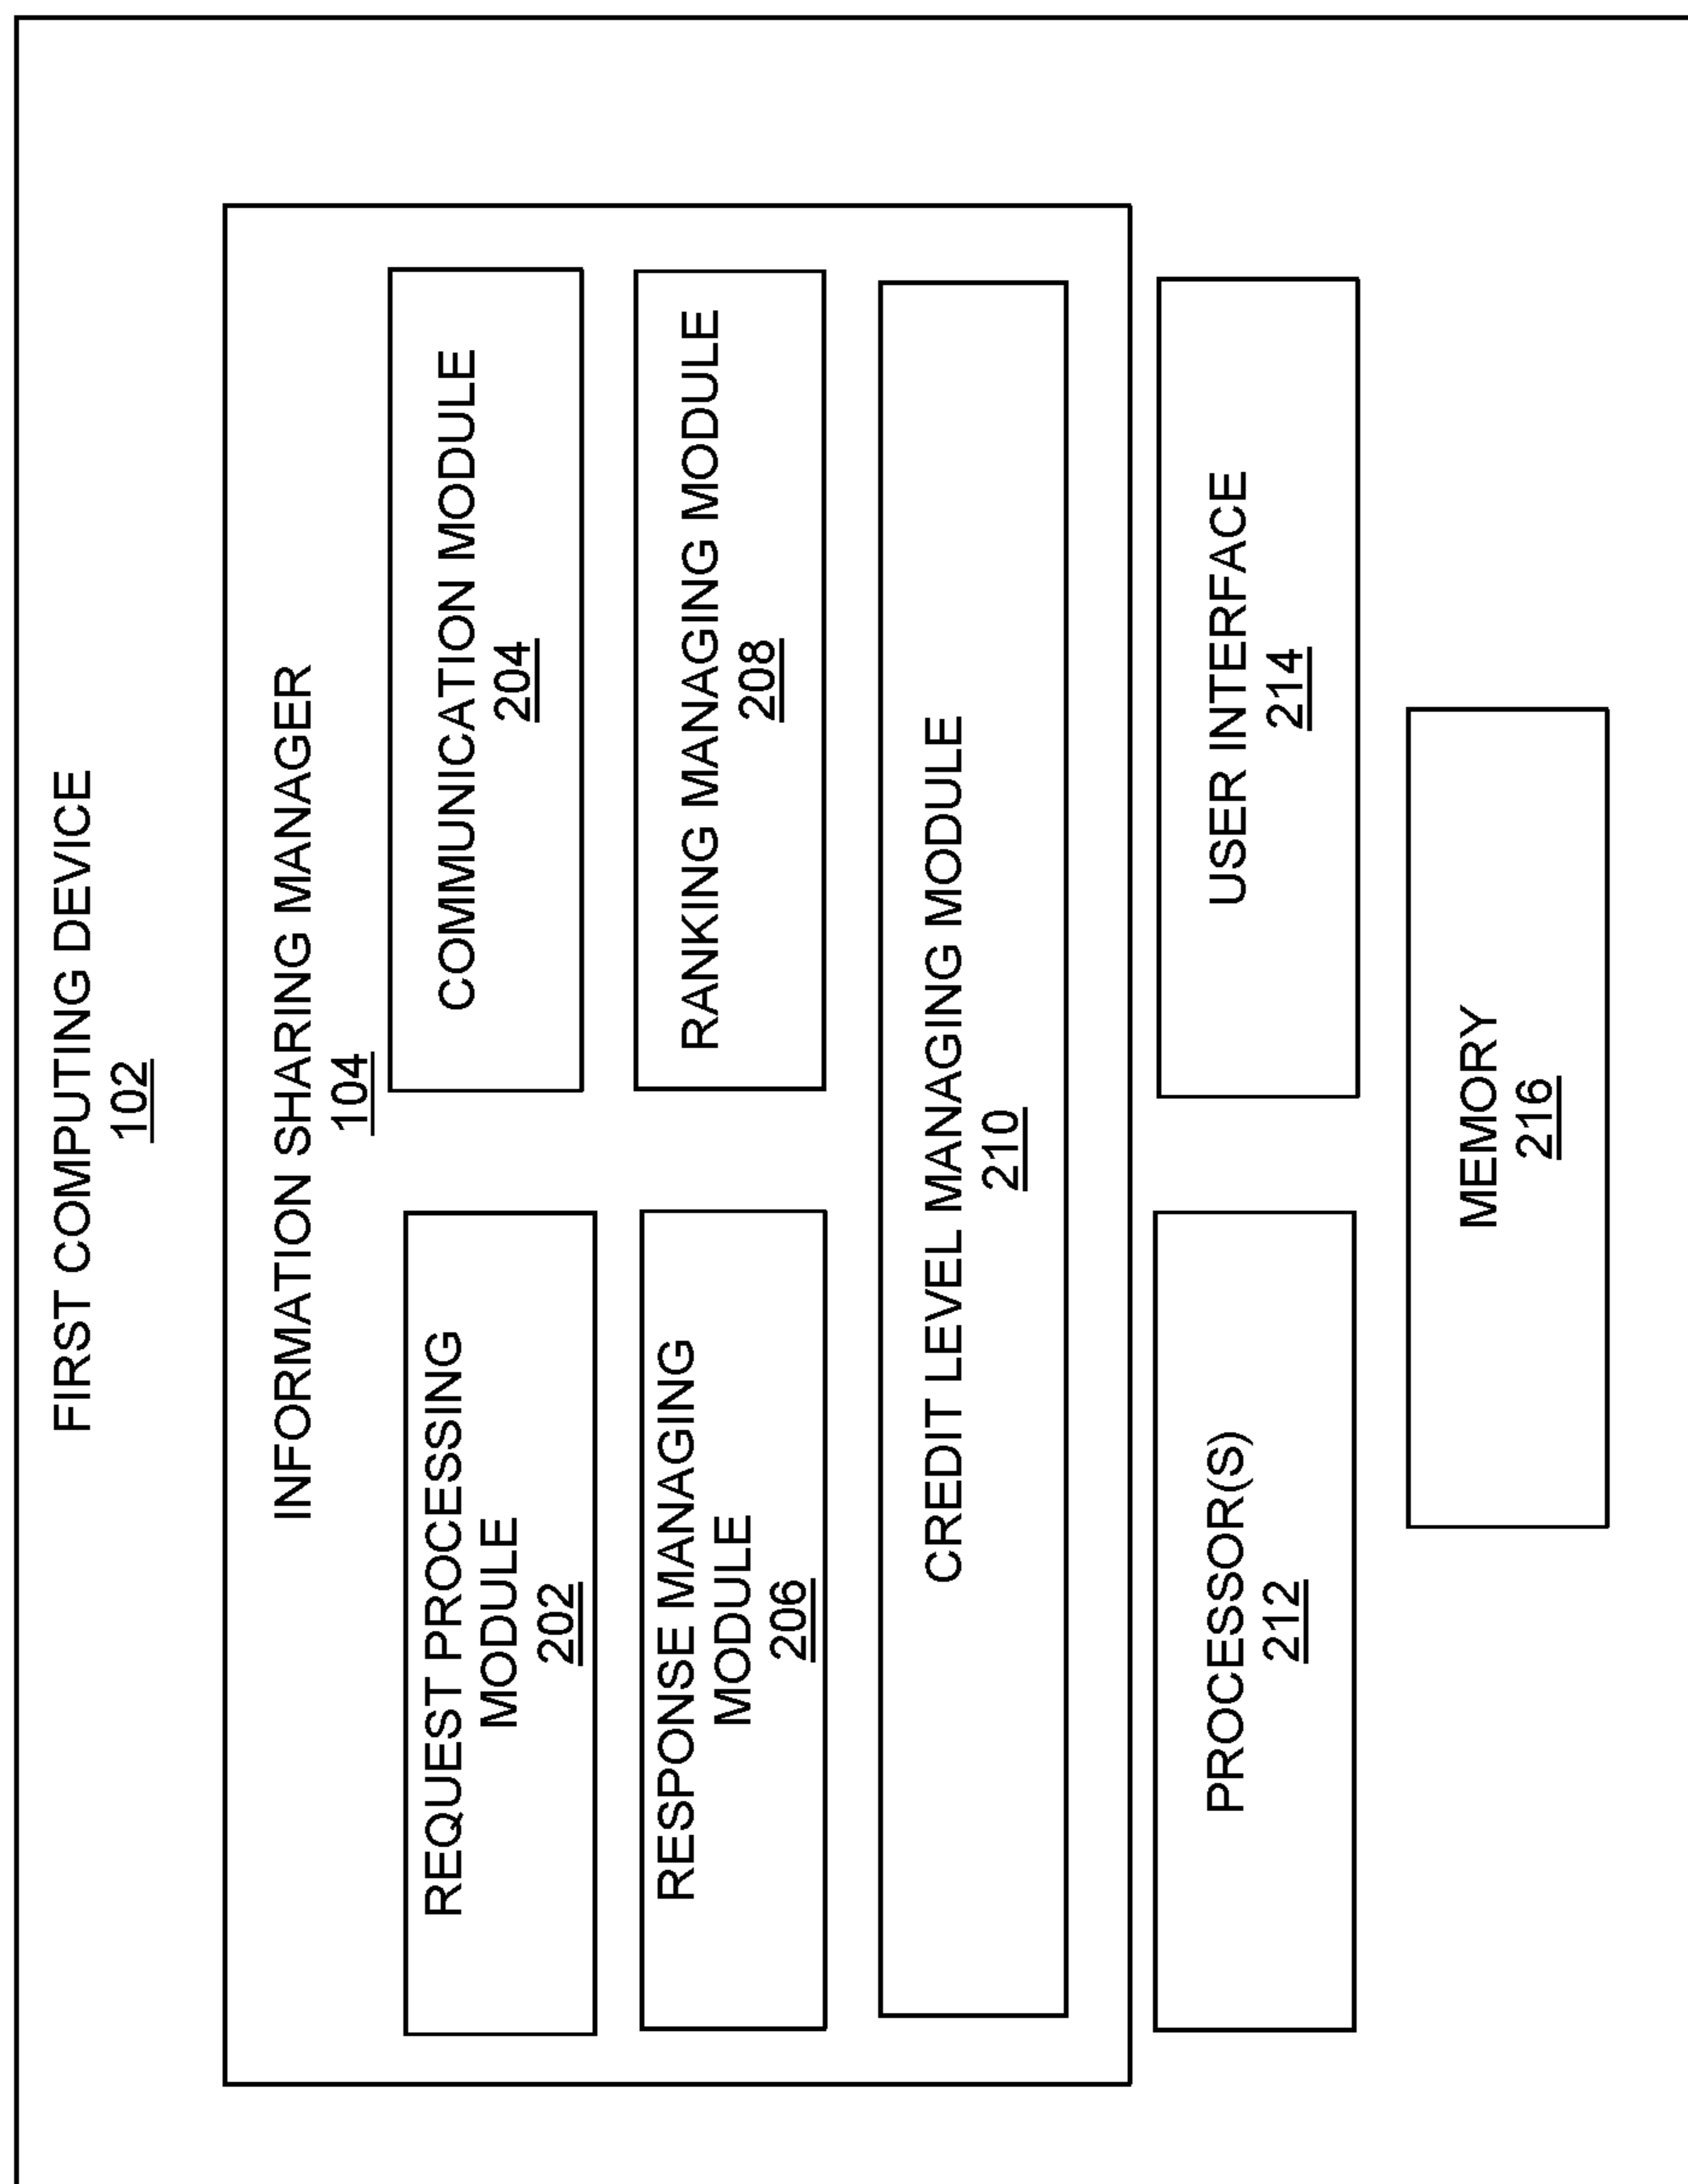 FIRST COMPUTING DEVICE
102
INFORMATION SHARING MANAGER
104
REQUEST PROCESSING
MODULE
202
COMMUNICATION MODULE
204
RESPONSE MANAGING
MODULE
206
RANKING MANAGING MODULE
208
CREDIT LEVEL MANAGING MODULE
210
PROCESSOR(S)
212
USER INTERFACE
214
MEMORY
216